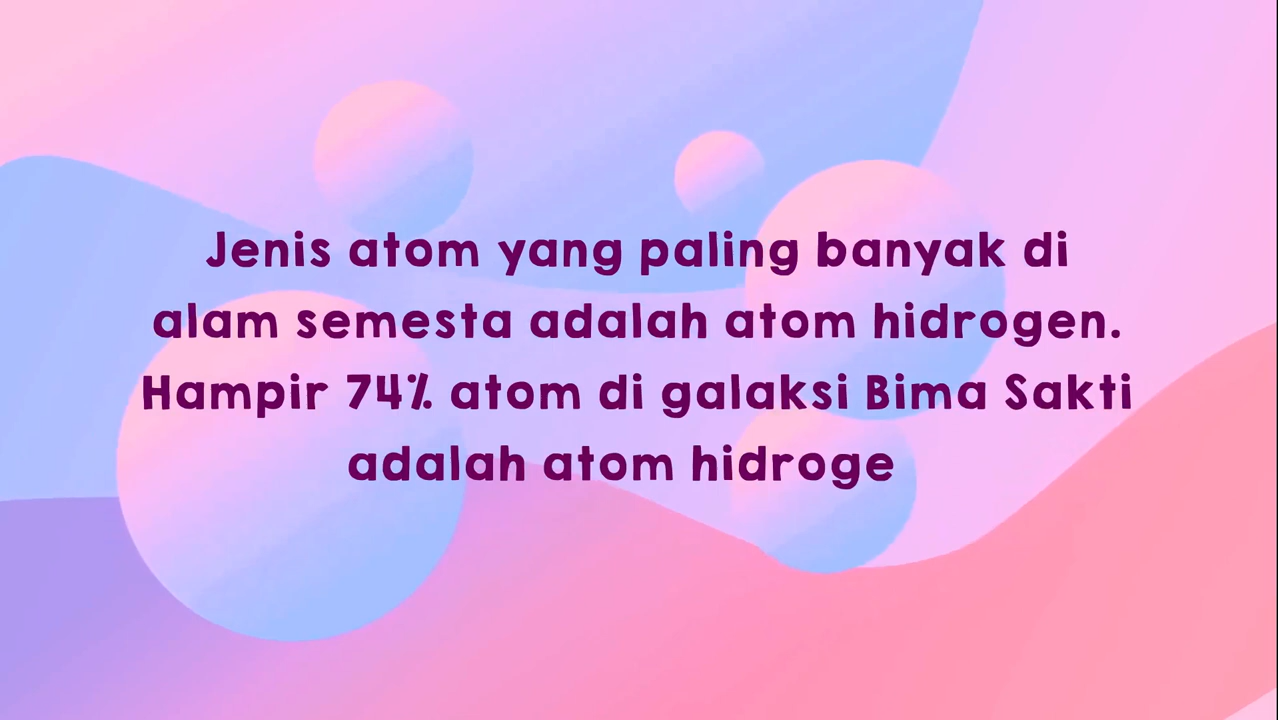 Jenis atom yang paling banyak di
alam semesta adalah atom hidrogen.
Hampir 74% atom di galaksi Bima Sakti
adalah atom hidroge